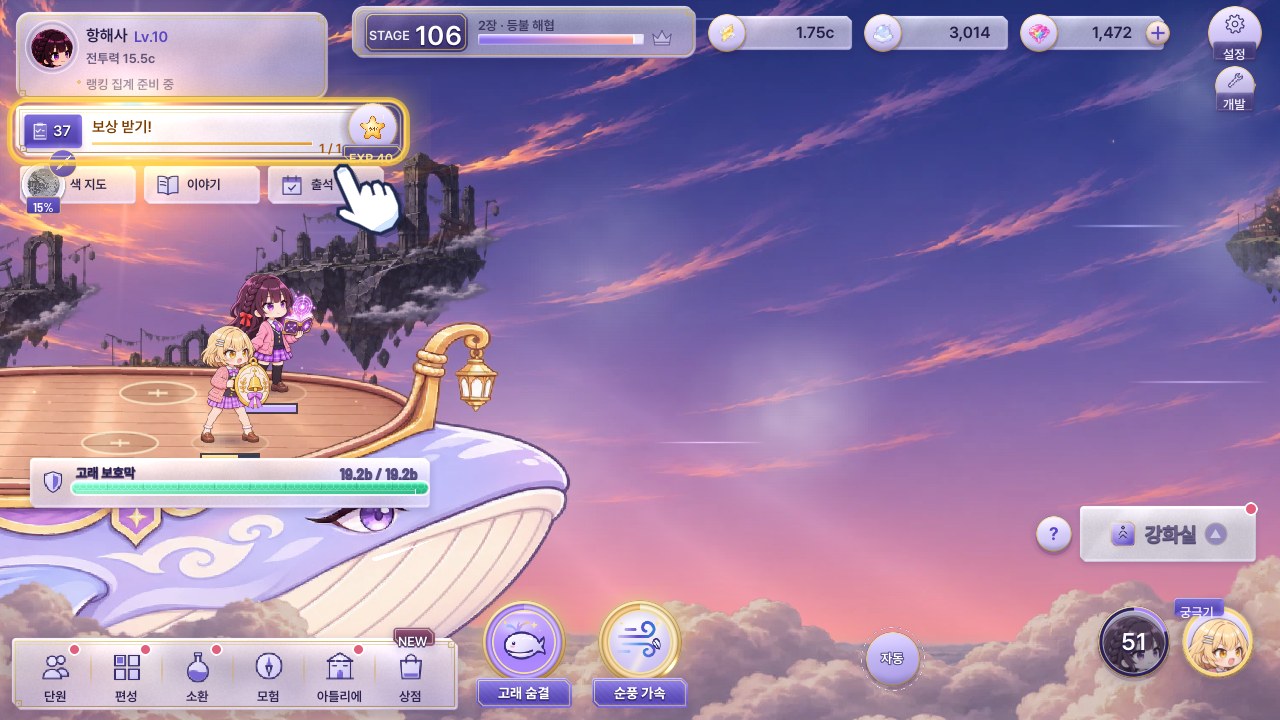 항해사 Lv.10
전투력 15.5c
랭킹 집계 준비 중
STAGE 106
2장 · 등불 해협
1.75c
3,014
1,472
설정
개발
37
보상 받기!
1/1
EXP 40
색 지도
15%
이야기
출석
고래 보호막
19.2b / 19.2b
?
강화실
NEW
단원
편성
소환
모험
아틀리에
상점
고래 숨결
순풍 가속
자동
51
궁극기